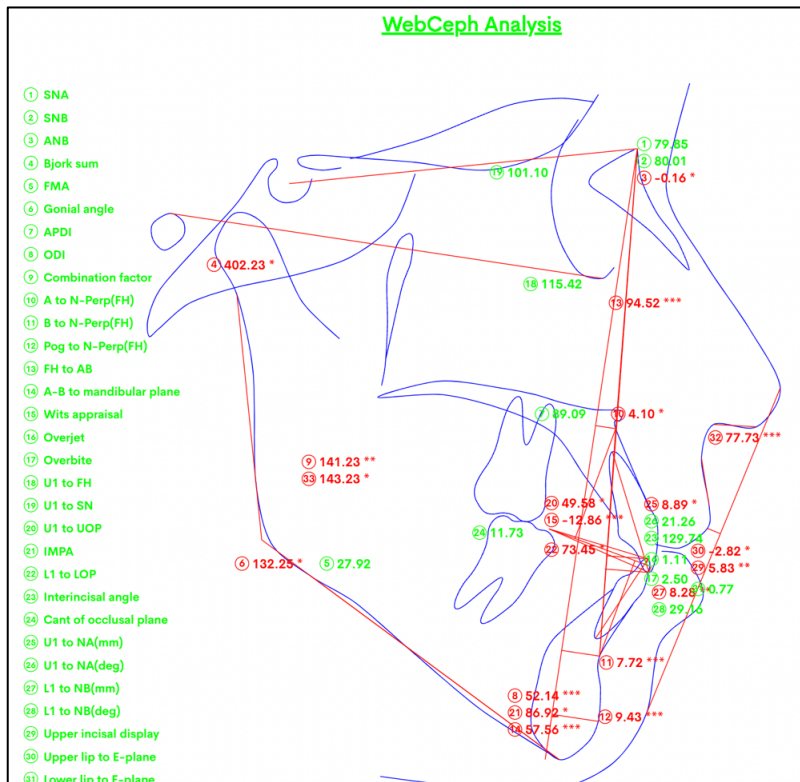 WebCeph Analysis
1 SNA
2 SNB
3 ANB
4 Bjork sum
5 FMA
6 Gonial angle
7 APDI
8 ODI
9 Combination factor
10 A to N-Perp(FH)
11 B to N-Perp(FH)
12 Pog to N-Perp(FH)
13 FH to AB
14 A-B to mandibular plane
15 Wits appraisal
16 Overjet
17 Overbite
18 U1 to FH
19 U1 to SN
20 U1 to UOP
21 IMPA
22 L1 to LOP
23 Interincisal angle
24 Cant of occlusal plane
25 U1 to NA(mm)
26 U1 to NA(deg)
27 L1 to NB(mm)
28 L1 to NB(deg)
29 Upper incisal display
30 Upper lip to E-plane
31 Lower lip to E-plane
1 79.85
2 80.01
3 -0.16 *
19 101.10
4 402.23 *
18 115.42
13 94.52 ***
7 89.09
10 4.10 *
32 77.73 ***
9 141.23 **
33 143.23 *
20 49.58 *
15 -12.86 ***
25 8.89 *
26 21.26
23 129.74
24 11.73
22 73.45 *
30 -2.82 *
16 1.11
29 5.83 **
6 132.25 *
5 27.92
17 2.50
0.77
27 8.28
28 29.16
11 7.72 ***
8 52.14 ***
21 86.92 *
12 9.43 ***
14 57.56 ***